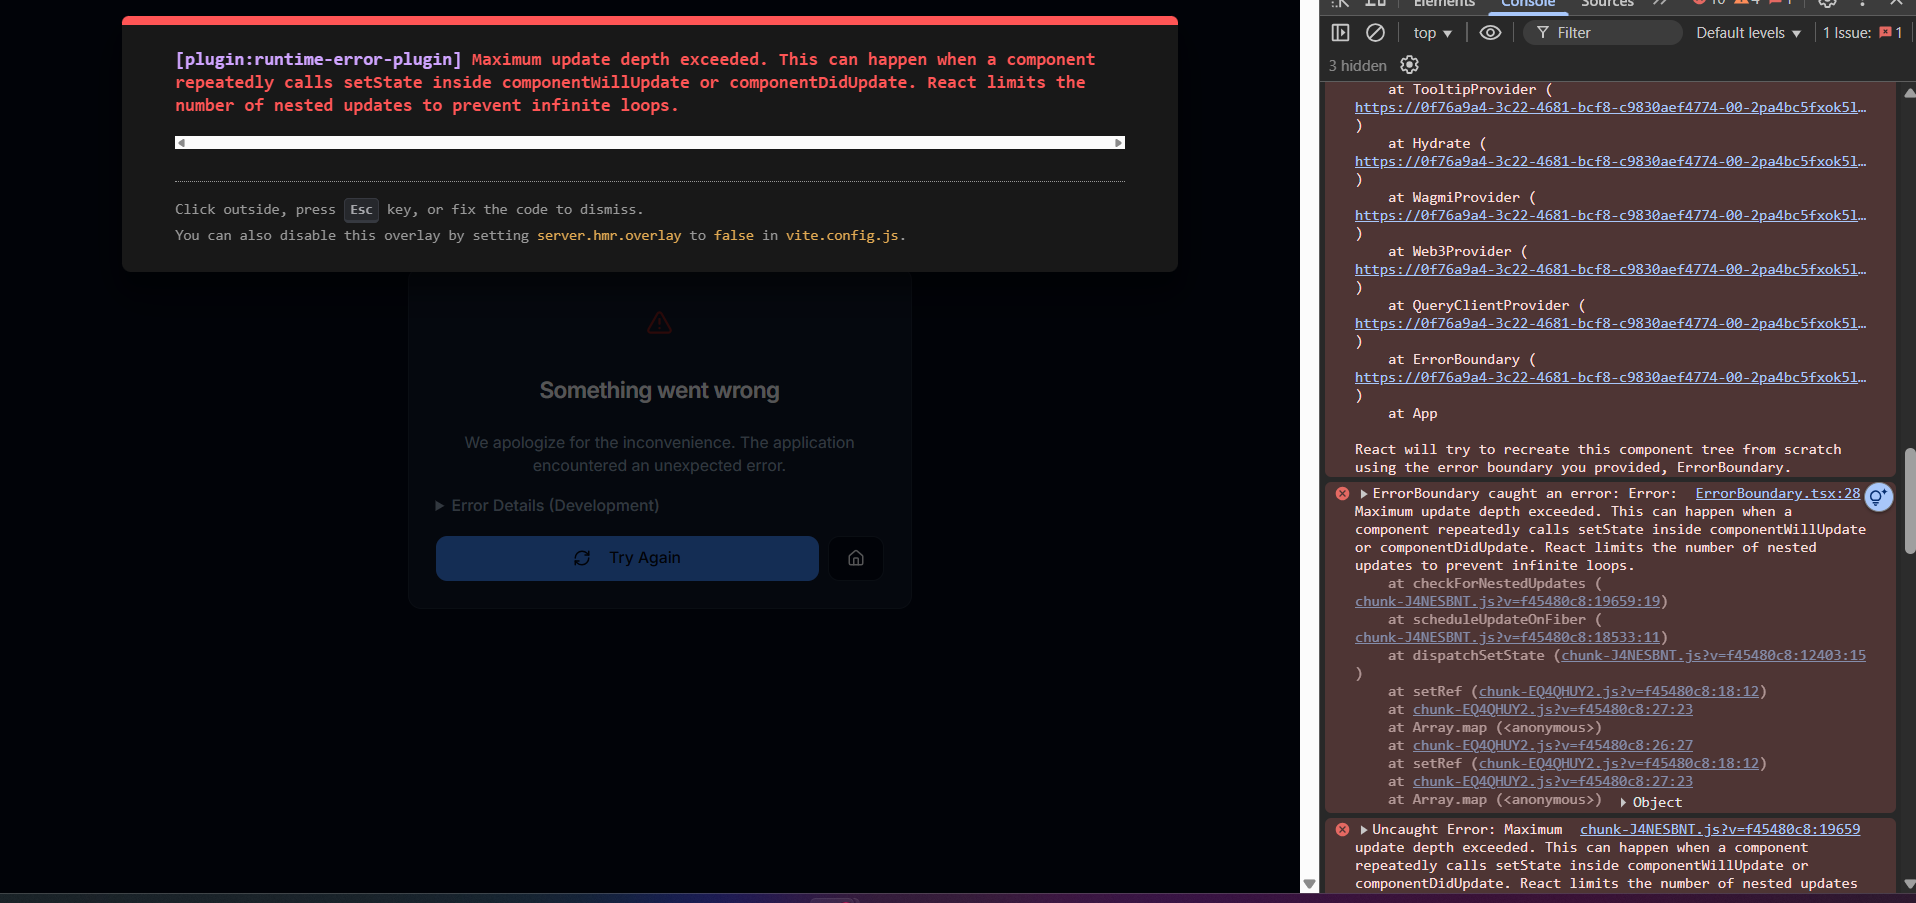 [plugin:runtime-error-plugin] Maximum update depth exceeded. This can happen when a component
repeatedly calls setState inside componentWillUpdate or componentDidUpdate. React limits the
number of nested updates to prevent infinite loops.
Click outside, press Esc key, or fix the code to dismiss.
You can also disable this overlay by setting server.hmr.overlay to false in vite.config.js.
Something went wrong
We apologize for the inconvenience. The application
encountered an unexpected error.
Error Details (Development)
Try Again
Elements Console Sources
top Filter Default levels 1 Issue: 1
3 hidden
at TooltipProvider (
https://0f76a9a4-3c22-4681-bcf8-c9830aef4774-00-2pa4bc5fxok5l…
)
at Hydrate (
https://0f76a9a4-3c22-4681-bcf8-c9830aef4774-00-2pa4bc5fxok5l…
)
at WagmiProvider (
https://0f76a9a4-3c22-4681-bcf8-c9830aef4774-00-2pa4bc5fxok5l…
)
at Web3Provider (
https://0f76a9a4-3c22-4681-bcf8-c9830aef4774-00-2pa4bc5fxok5l…
)
at QueryClientProvider (
https://0f76a9a4-3c22-4681-bcf8-c9830aef4774-00-2pa4bc5fxok5l…
)
at ErrorBoundary (
https://0f76a9a4-3c22-4681-bcf8-c9830aef4774-00-2pa4bc5fxok5l…
)
at App
React will try to recreate this component tree from scratch
using the error boundary you provided, ErrorBoundary.
ErrorBoundary caught an error: Error: ErrorBoundary.tsx:28
Maximum update depth exceeded. This can happen when a
component repeatedly calls setState inside componentWillUpdate
or componentDidUpdate. React limits the number of nested
updates to prevent infinite loops.
at checkForNestedUpdates (
chunk-J4NESBNT.js?v=f45480c8:19659:19)
at scheduleUpdateOnFiber (
chunk-J4NESBNT.js?v=f45480c8:18533:11)
at dispatchSetState (chunk-J4NESBNT.js?v=f45480c8:12403:15
)
at setRef (chunk-EQ4QHUY2.js?v=f45480c8:18:12)
at chunk-EQ4QHUY2.js?v=f45480c8:27:23
at Array.map (<anonymous>)
at chunk-EQ4QHUY2.js?v=f45480c8:26:27
at setRef (chunk-EQ4QHUY2.js?v=f45480c8:18:12)
at chunk-EQ4QHUY2.js?v=f45480c8:27:23
at Array.map (<anonymous>) Object
Uncaught Error: Maximum chunk-J4NESBNT.js?v=f45480c8:19659
update depth exceeded. This can happen when a component
repeatedly calls setState inside componentWillUpdate or
componentDidUpdate. React limits the number of nested updates